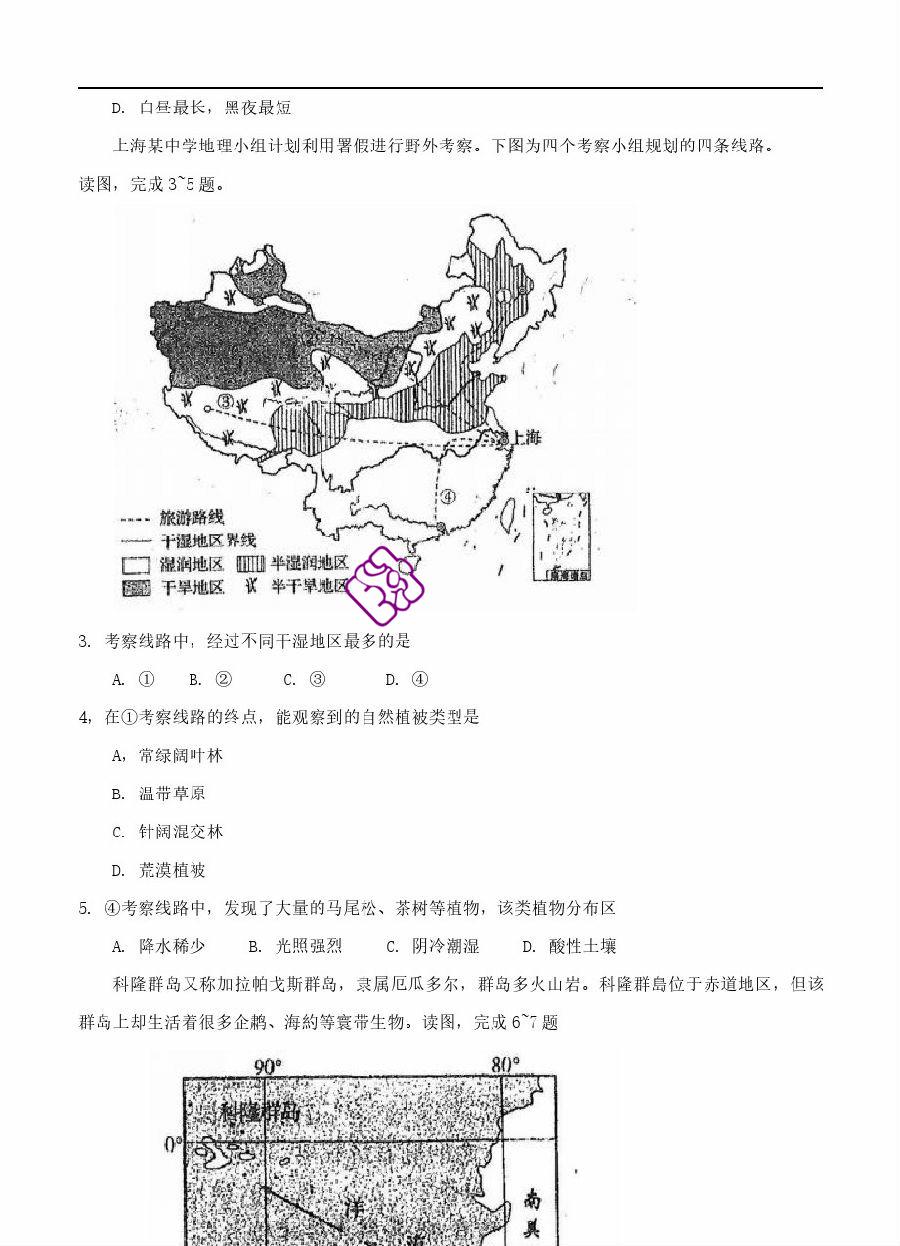 D. 白昼最长，黑夜最短
上海某中学地理小组计划利用署假进行野外考察。下图为四个考察小组规划的四条线路。
读图，完成 3~5 题。
③
上海
④
旅游路线
干湿地区界线
湿润地区 半湿润地区
干旱地区 半干旱地区
3. 考察线路中，经过不同干湿地区最多的是
A. ① B. ② C. ③ D. ④
4，在①考察线路的终点，能观察到的自然植被类型是
A，常绿阔叶林
B. 温带草原
C. 针阔混交林
D. 荒漠植被
5. ④考察线路中，发现了大量的马尾松、茶树等植物，该类植物分布区
A. 降水稀少 B. 光照强烈 C. 阴冷潮湿 D. 酸性土壤
科隆群岛又称加拉帕戈斯群岛，隶属厄瓜多尔，群岛多火山岩。科隆群島位于赤道地区，但该
群岛上却生活着很多企鹅、海約等寰带生物。读图，完成 6~7 题
90° 80°
科隆群岛
0°
洋
南